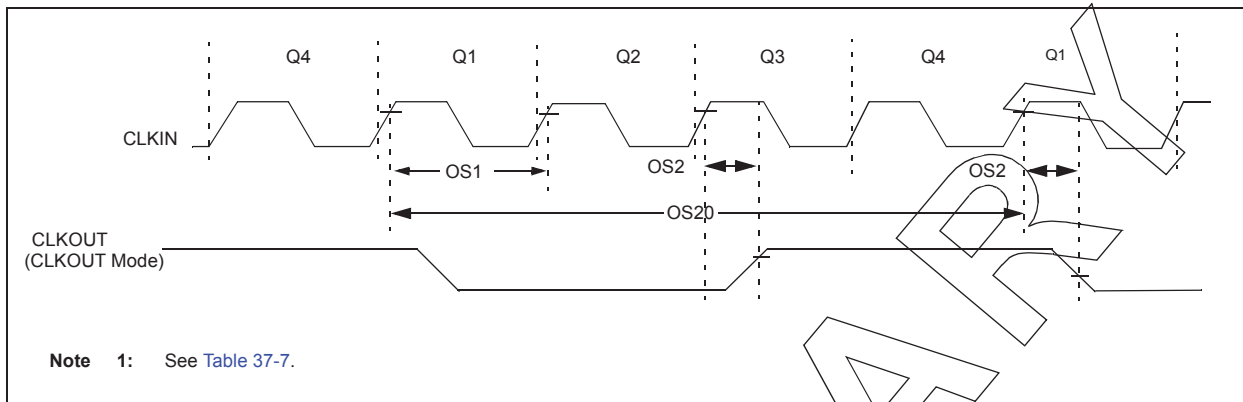 Q4 Q1 Q2 Q3 Q4 Q1
CLKIN
OS1 OS2 OS2
OS20
CLKOUT
(CLKOUT Mode)
Note 1: See Table 37-7.
A R Y